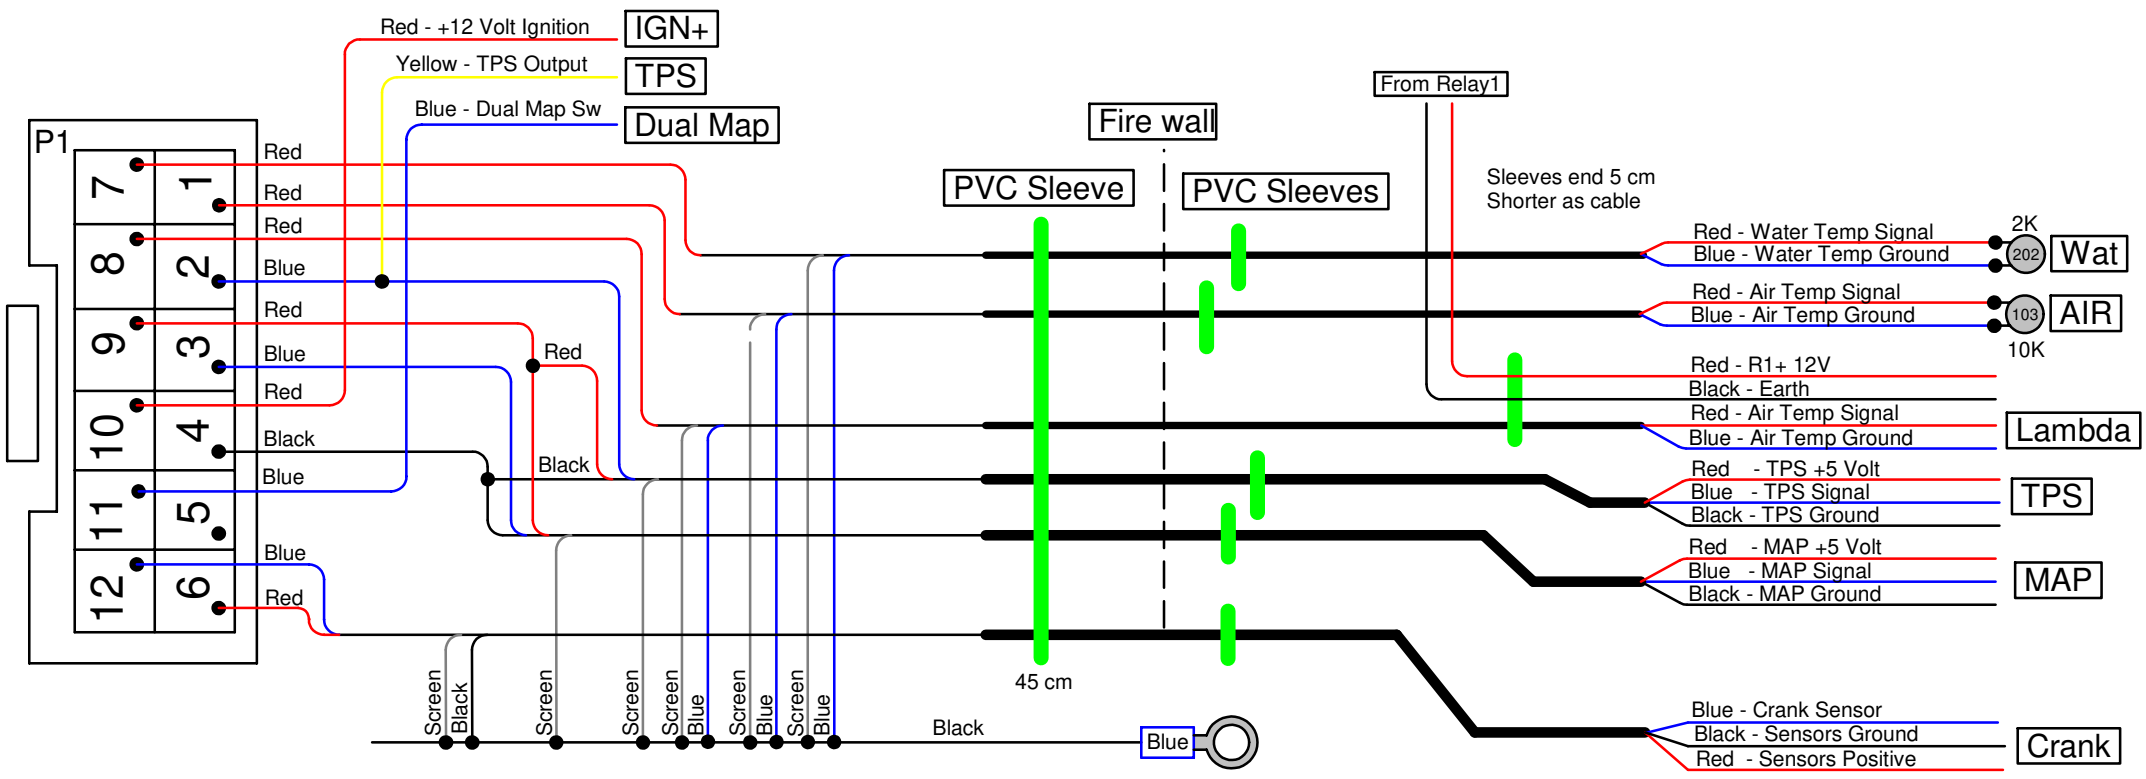 Red - +12 Volt Ignition
IGN+
Yellow - TPS Output
TPS
Blue - Dual Map Sw
Dual Map
P1
7
1
8
2
9
3
10
4
11
5
12
6
Red
Red
Red
Blue
Red
Blue
Red
Black
Blue
Blue
Red
Red
Black
Screen
Black
Screen
Screen
Screen
Blue
Screen
Blue
Screen
Blue
Black
Blue
PVC Sleeve
45 cm
Fire wall
PVC Sleeves
From Relay1
Sleeves end 5 cm
Shorter as cable
Red - Water Temp Signal
Blue - Water Temp Ground
2K
202
Wat
Red - Air Temp Signal
Blue - Air Temp Ground
103
10K
AIR
Red - R1+ 12V
Black - Earth
Red - Air Temp Signal
Blue - Air Temp Ground
Lambda
Red - TPS +5 Volt
Blue - TPS Signal
Black - TPS Ground
TPS
Red - MAP +5 Volt
Blue - MAP Signal
Black - MAP Ground
MAP
Blue - Crank Sensor
Black - Sensors Ground
Red - Sensors Positive
Crank